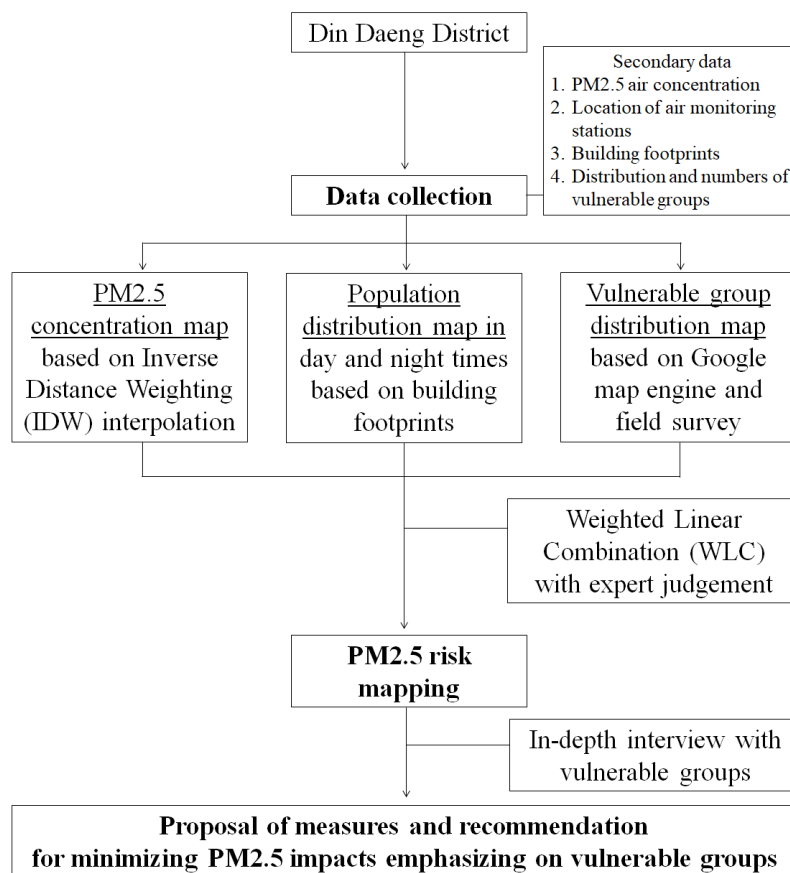 Din Daeng District
Secondary data
1. PM2.5 air concentration
2. Location of air monitoring
stations
3. Building footprints
4. Distribution and numbers of
vulnerable groups
Data collection
PM2.5
concentration map
based on Inverse
Distance Weighting
(IDW) interpolation
Population
distribution map in
day and night times
based on building
footprints
Vulnerable group
distribution map
based on Google
map engine and
field survey
Weighted Linear
Combination (WLC)
with expert judgement
PM2.5 risk
mapping
In-depth interview with
vulnerable groups
Proposal of measures and recommendation
for minimizing PM2.5 impacts emphasizing on vulnerable groups